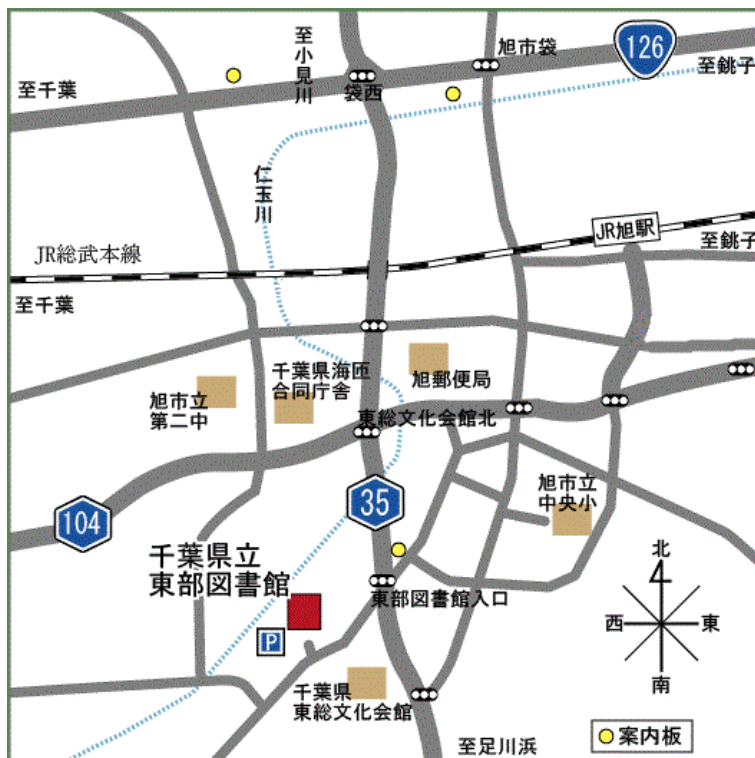 至小見川
旭市袋
126
至千葉
袋西
至銚子
仁玉川
JR総武本線
JR旭駅
至銚子
至千葉
千葉県海匝
合同庁舎
旭郵便局
旭市立
第二中
東総文化会館北
旭市立
中央小
35
104
千葉県立
東部図書館
東部図書館入口
P
北
西
東
南
千葉県
東総文化会館
至足川浜
案内板